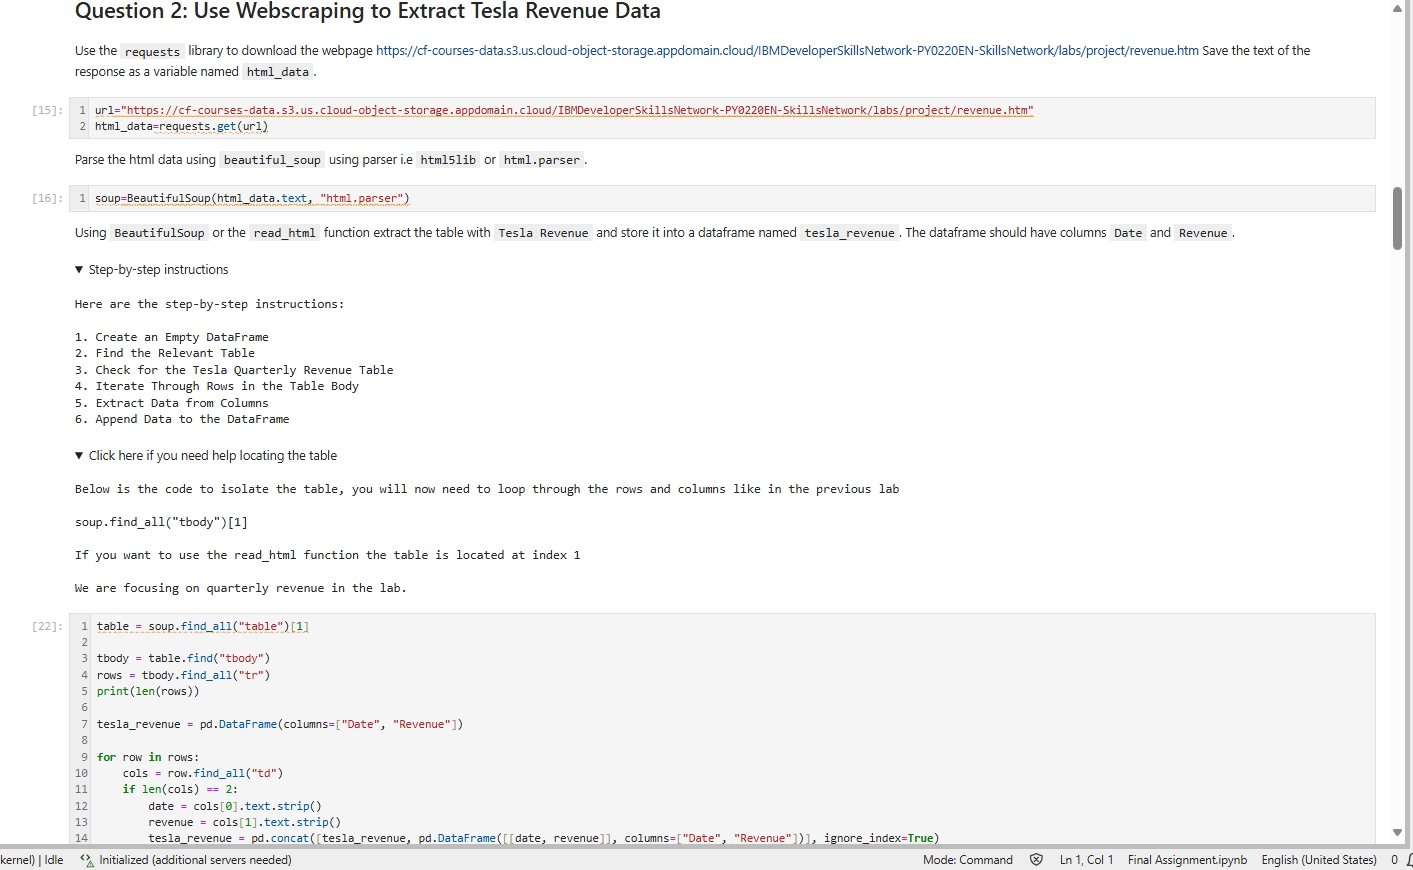 Question 2: Use Webscraping to Extract Tesla Revenue Data
Use the requests library to download the webpage https://cf-courses-data.s3.us.cloud-object-storage.appdomain.cloud/IBMDeveloperSkillsNetwork-PY0220EN-SkillsNetwork/labs/project/revenue.htm Save the text of the
response as a variable named html_data.
[15]:
1 url="https://cf-courses-data.s3.us.cloud-object-storage.appdomain.cloud/IBMDeveloperSkillsNetwork-PY0220EN-SkillsNetwork/labs/project/revenue.htm"
2 html_data=requests.get(url)
Parse the html data using beautiful_soup using parser i.e html5lib or html.parser.
[16]:
1 soup=BeautifulSoup(html_data.text, "html.parser")
Using BeautifulSoup or the read_html function extract the table with Tesla Revenue and store it into a dataframe named tesla_revenue. The dataframe should have columns Date and Revenue.
▼ Step-by-step instructions
Here are the step-by-step instructions:
1. Create an Empty DataFrame
2. Find the Relevant Table
3. Check for the Tesla Quarterly Revenue Table
4. Iterate Through Rows in the Table Body
5. Extract Data from Columns
6. Append Data to the DataFrame
▼ Click here if you need help locating the table
Below is the code to isolate the table, you will now need to loop through the rows and columns like in the previous lab
soup.find_all("tbody")[1]
If you want to use the read_html function the table is located at index 1
We are focusing on quarterly revenue in the lab.
[22]:
1 table = soup.find_all("table")[1]
2
3 tbody = table.find("tbody")
4 rows = tbody.find_all("tr")
5 print(len(rows))
6
7 tesla_revenue = pd.DataFrame(columns=["Date", "Revenue"])
8
9 for row in rows:
10     cols = row.find_all("td")
11     if len(cols) == 2:
12         date = cols[0].text.strip()
13         revenue = cols[1].text.strip()
14         tesla_revenue = pd.concat([tesla_revenue, pd.DataFrame([[date, revenue]], columns=["Date", "Revenue"])], ignore_index=True)
kernel) | Idle Initialized (additional servers needed) Mode: Command Ln 1, Col 1 Final Assignment.ipynb English (United States) 0